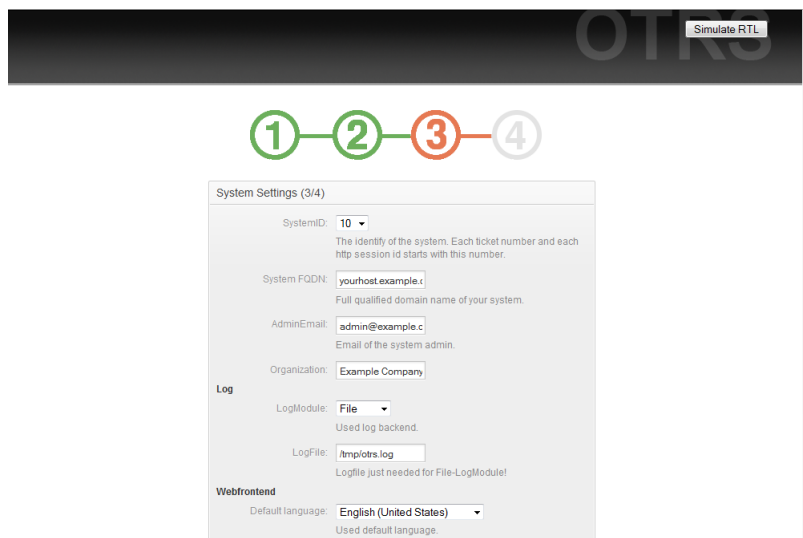 OTRS
Simulate RTL
1 2 3 4
System Settings (3/4)
SystemID: 10
The identify of the system. Each ticket number and each
http session id starts with this number.
System FQDN: yourhost.example.c
Full qualified domain name of your system.
AdminEmail: admin@example.c
Email of the system admin.
Organization: Example Company
Log
LogModule: File
Used log backend.
LogFile: /tmp/otrs.log
Logfile just needed for File-LogModule!
Webfrontend
Default language: English (United States)
Used default language.